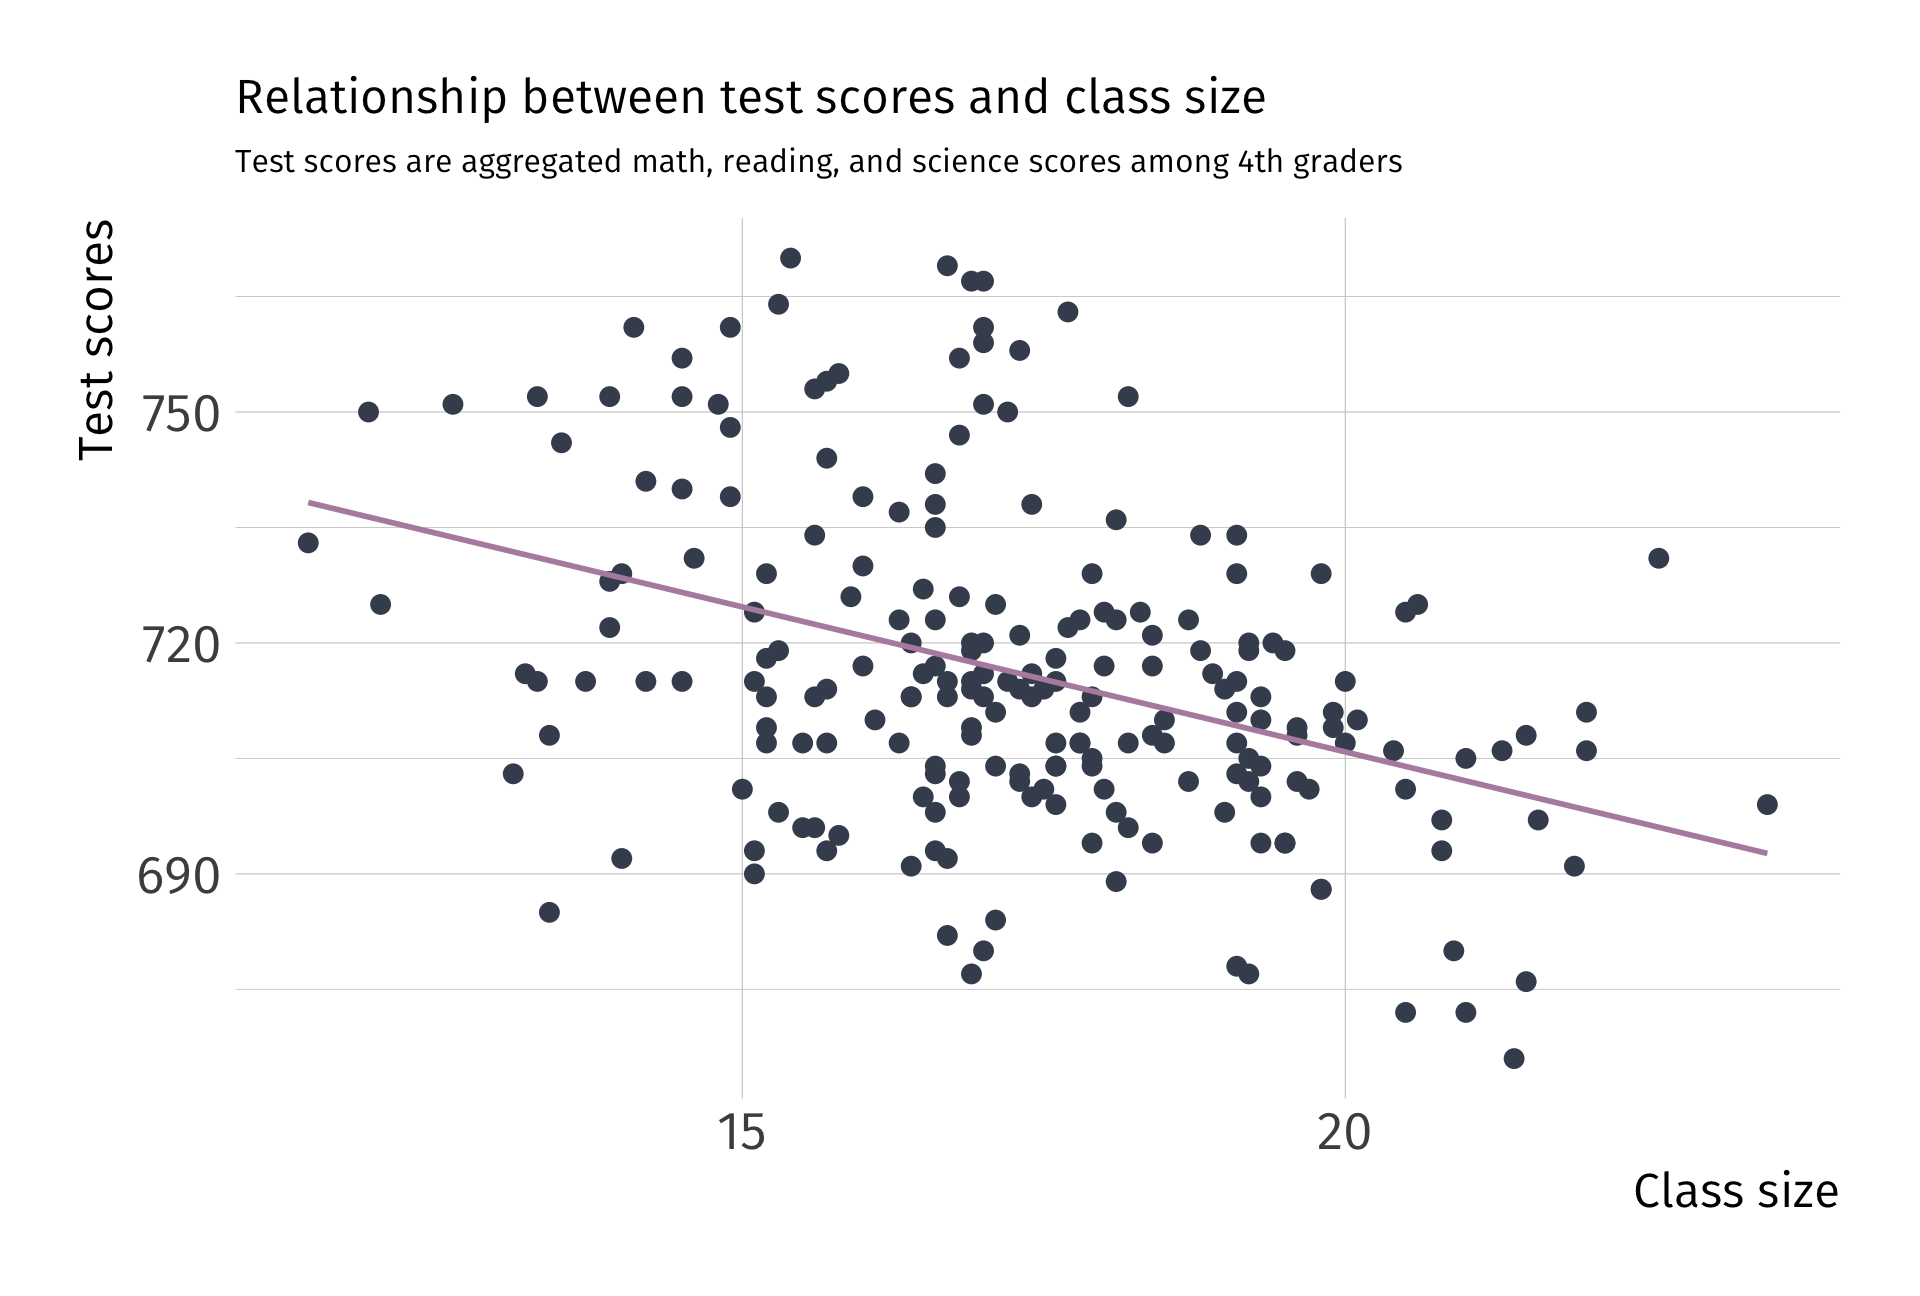 Relationship between test scores and class size
Test scores are aggregated math, reading, and science scores among 4th graders
Test scores
750
720
690
15
20
Class size